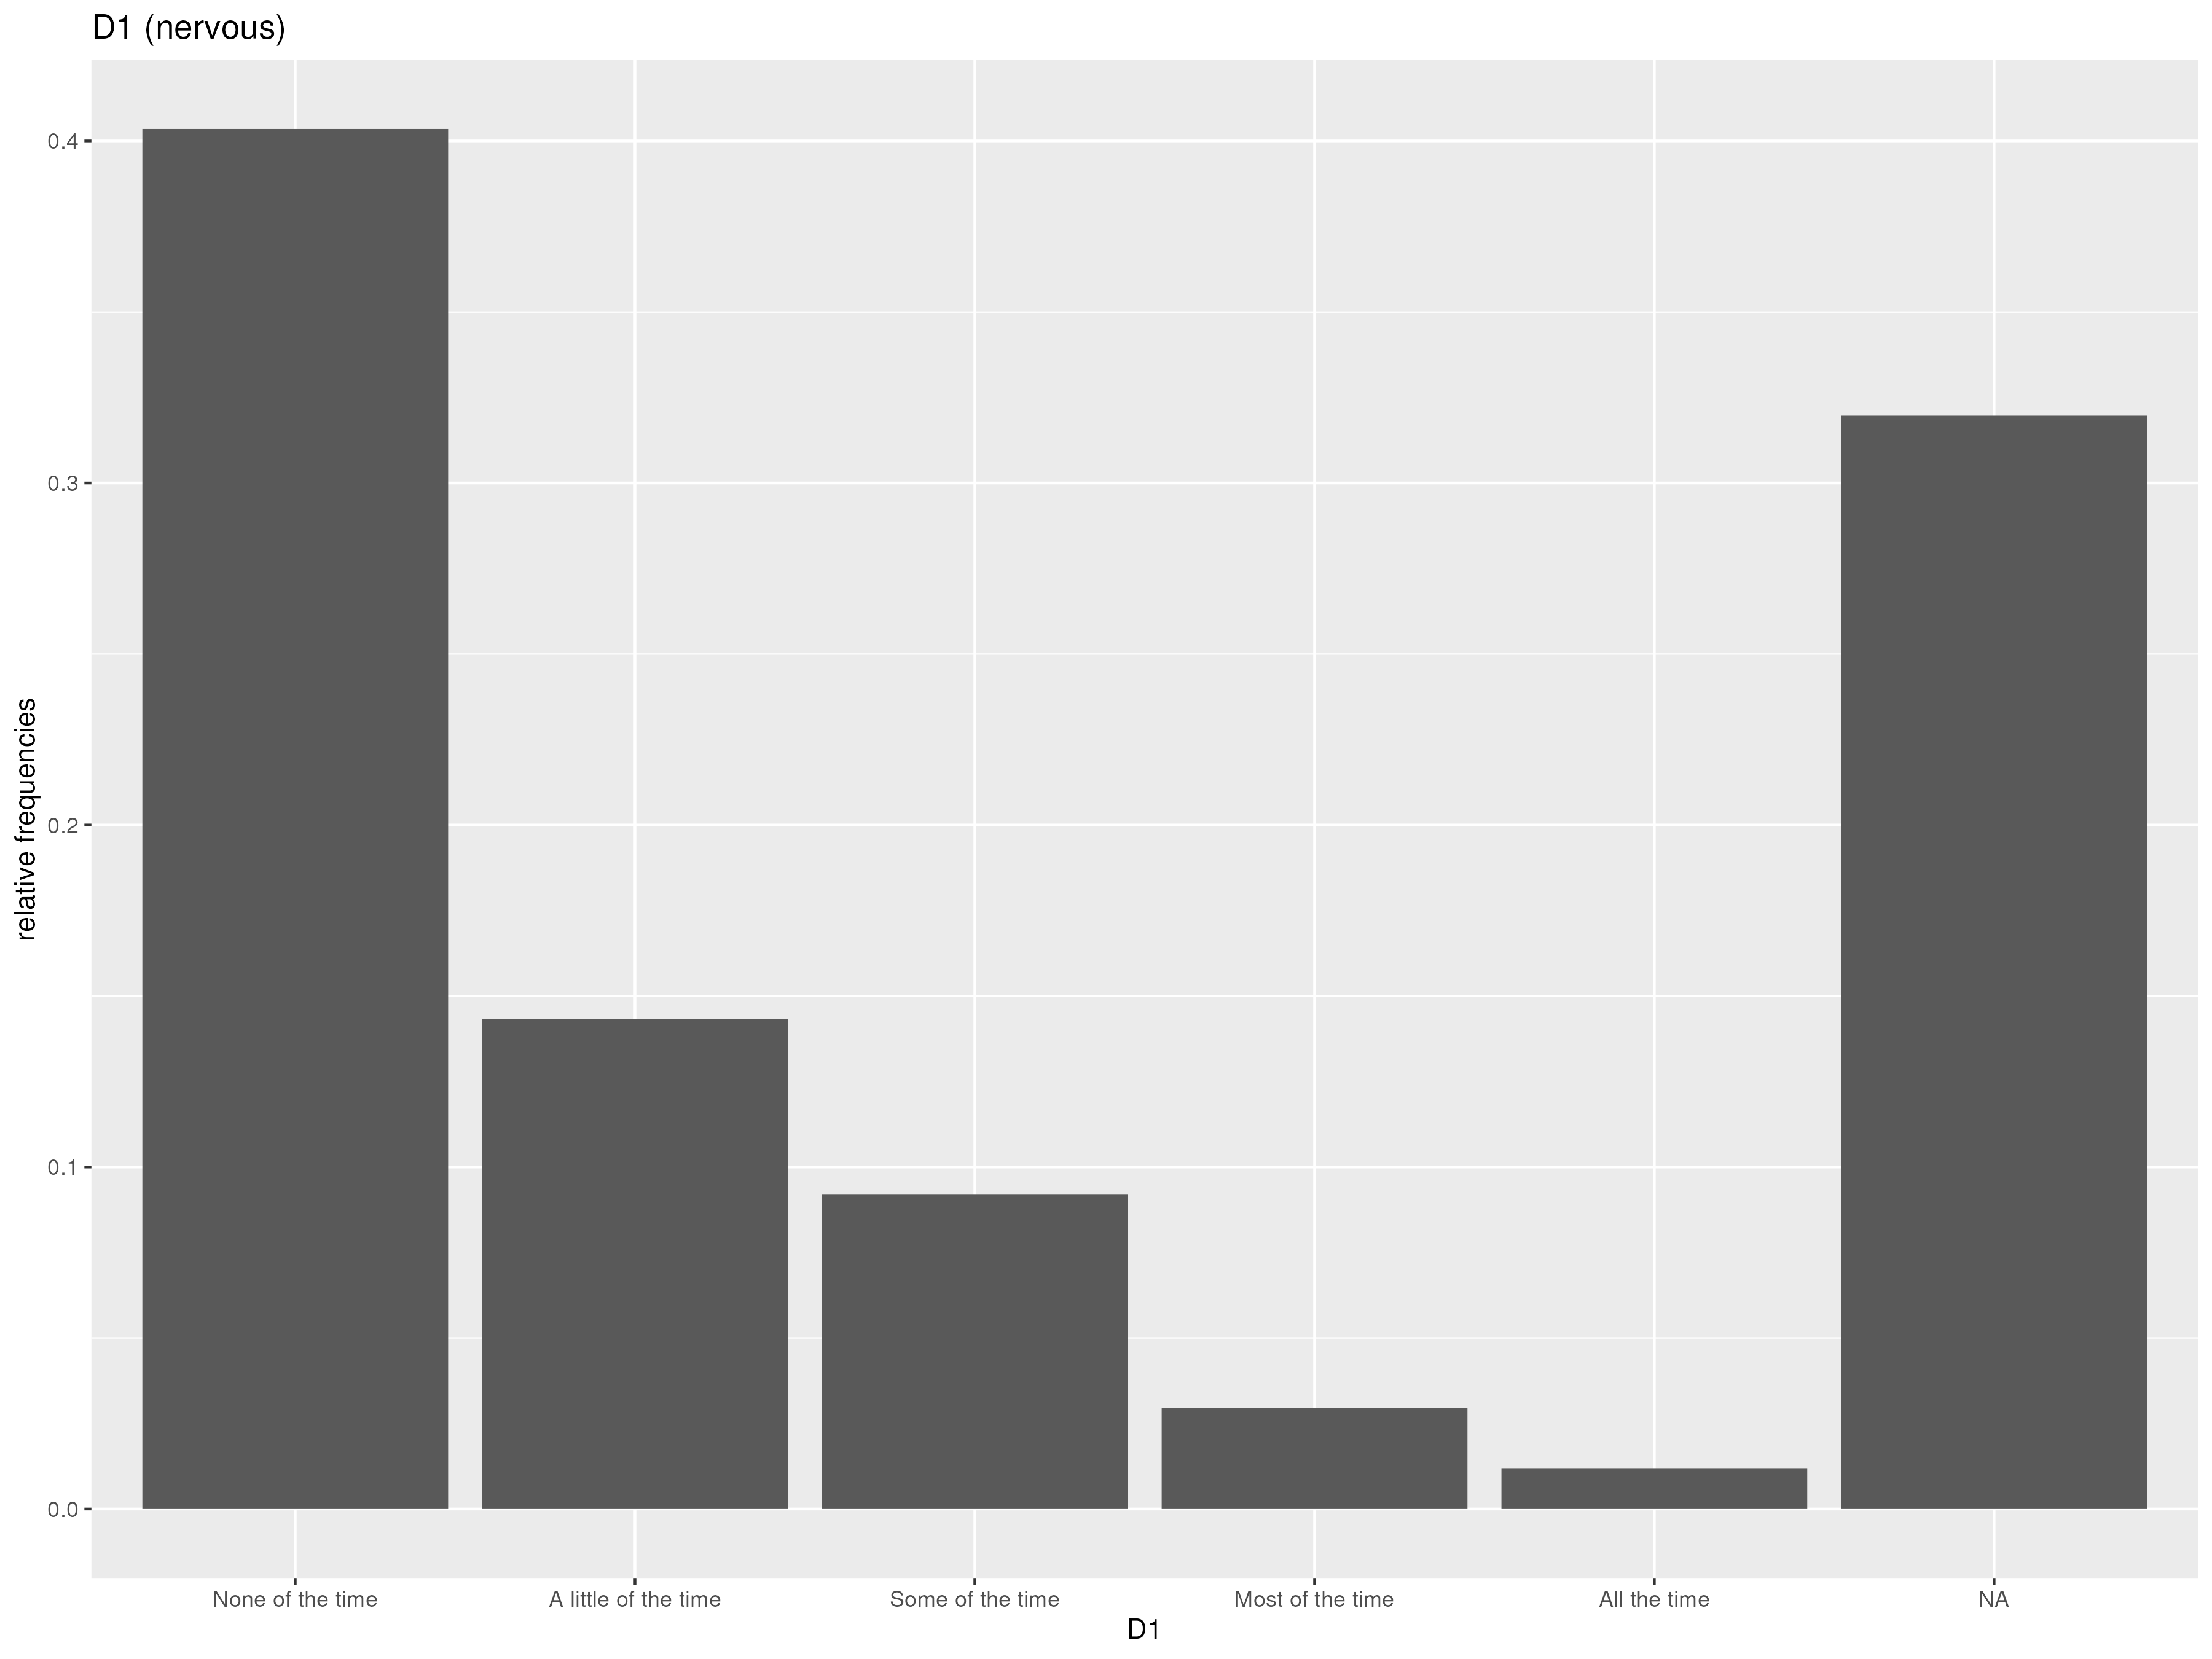 D1 (nervous)
relative frequencies
0.4
0.3
0.2
0.1
0.0
None of the time
A little of the time
Some of the time
Most of the time
All the time
NA
D1